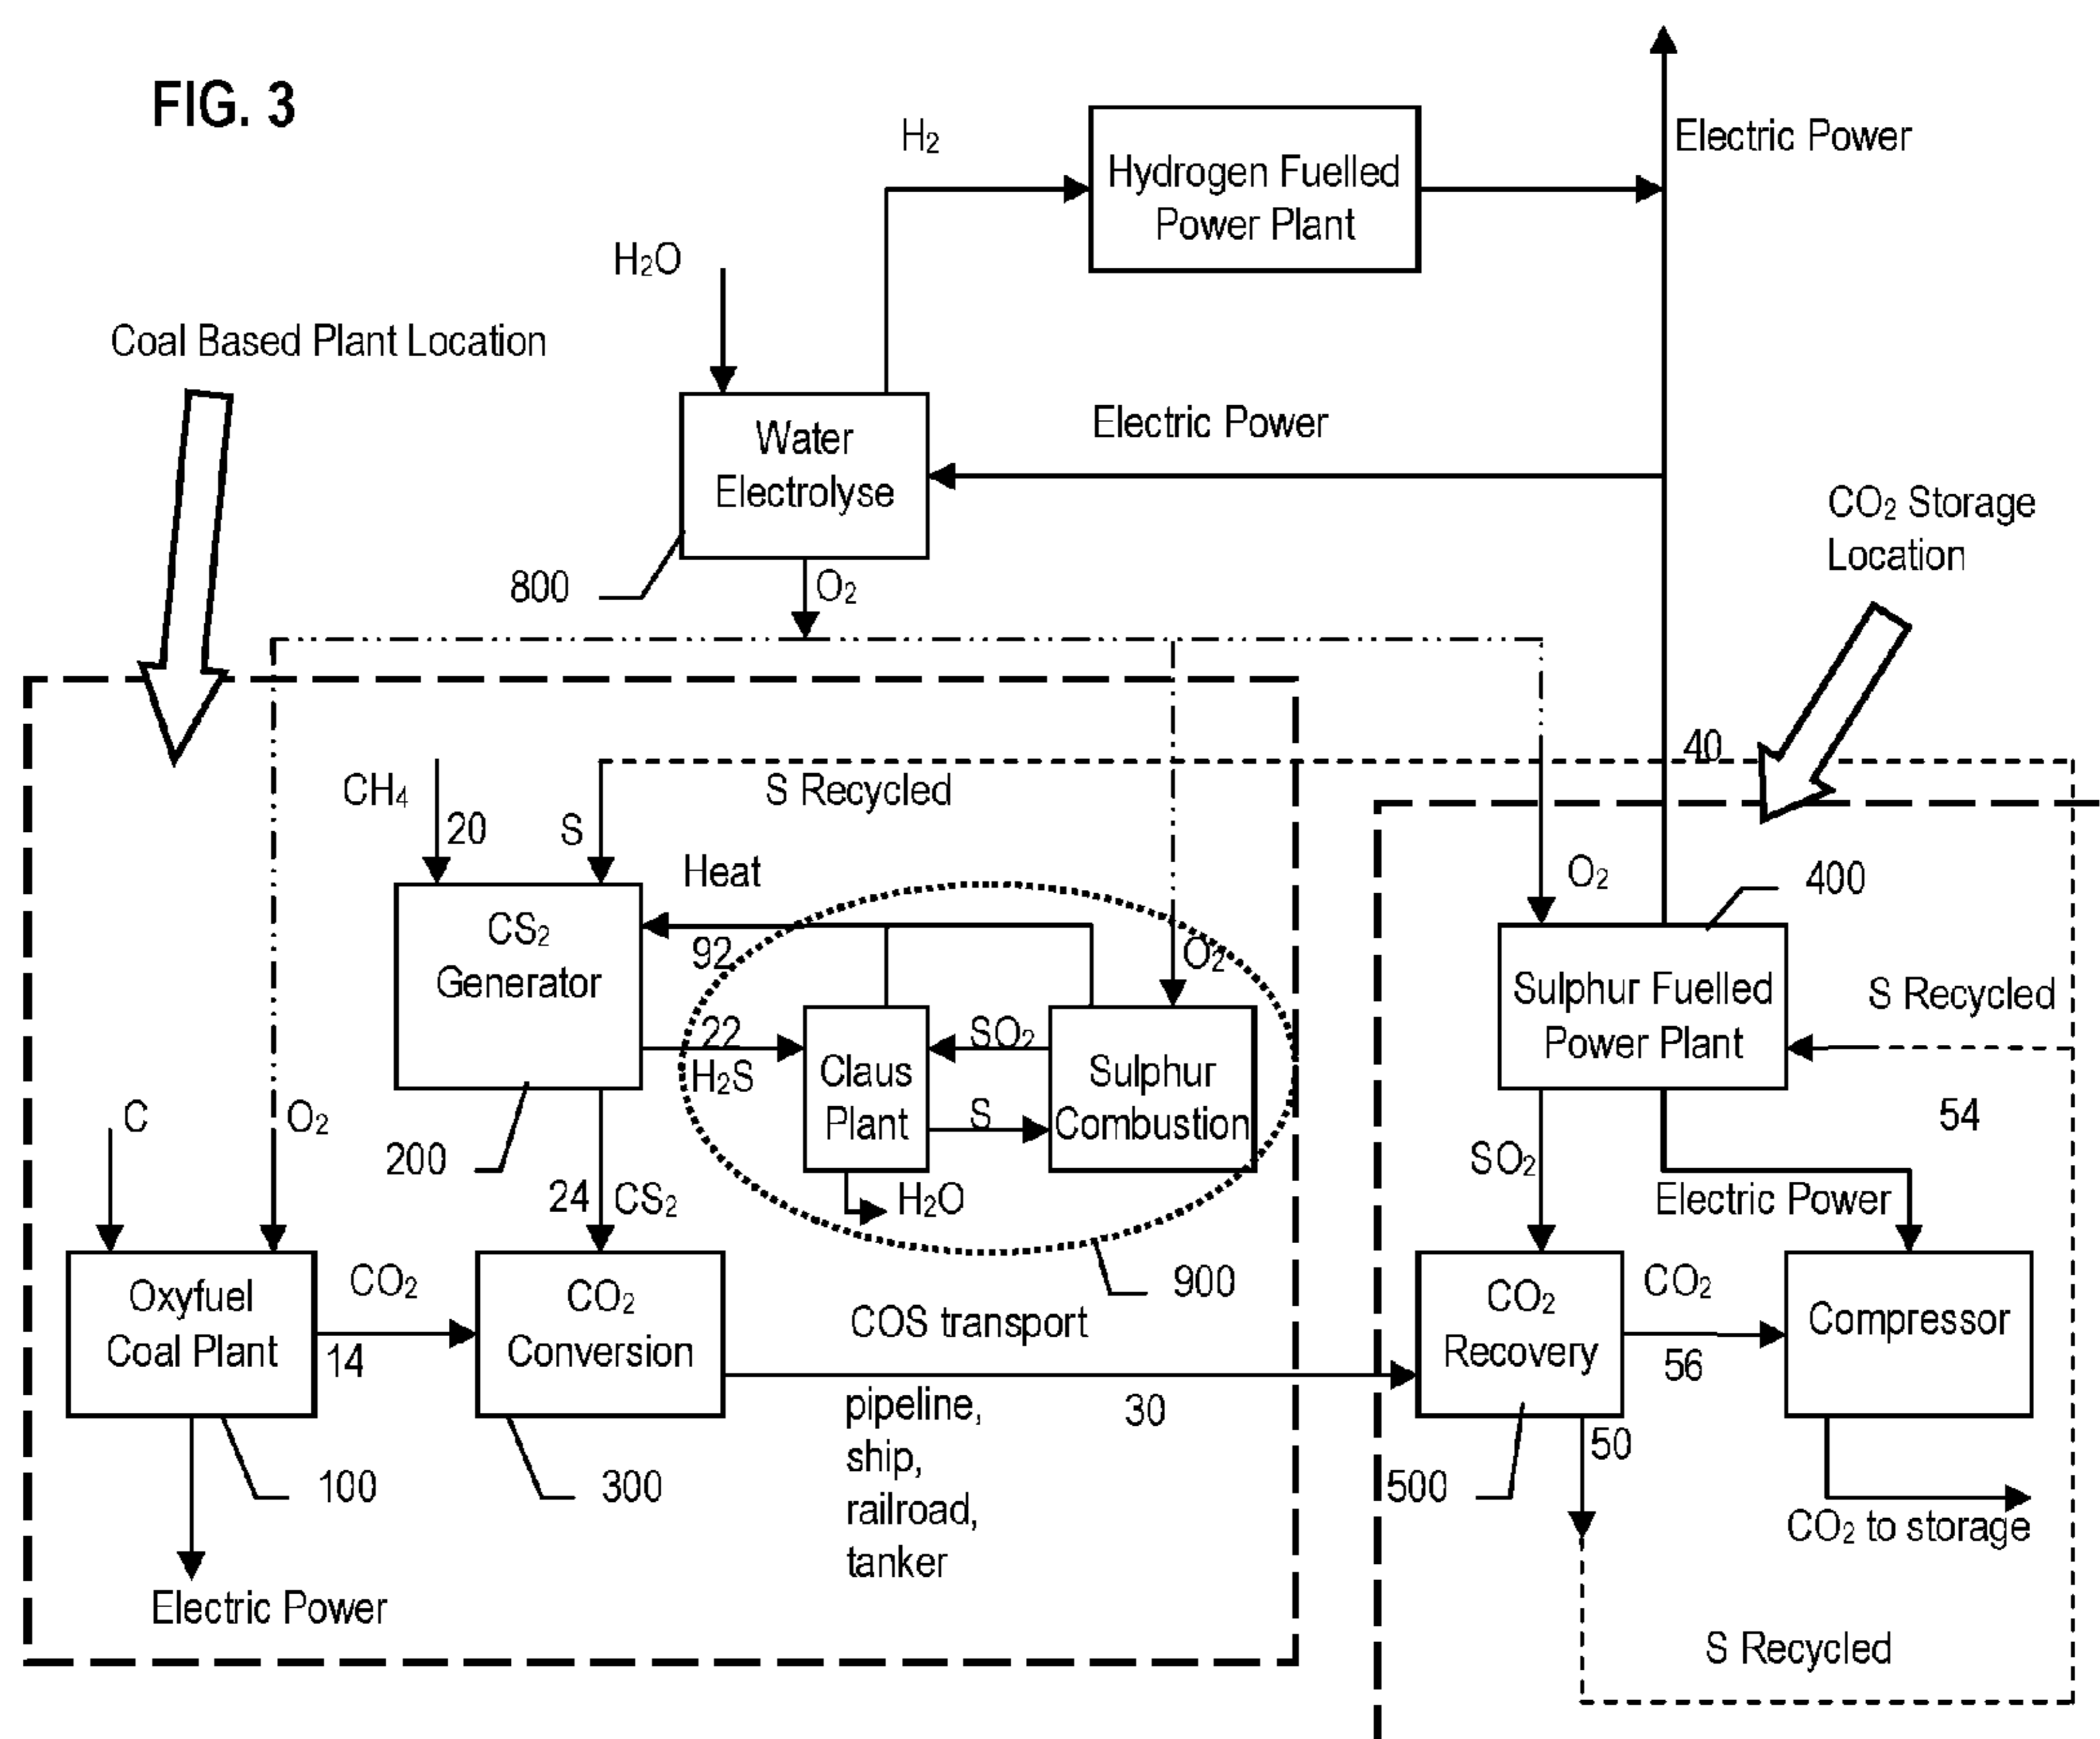 FIG. 3
H₂
Hydrogen Fuelled
Power Plant
Electric Power
H₂O
Coal Based Plant Location
Water
Electrolyse
Electric Power
CO₂ Storage
Location
800
O₂
40
CH₄
20
S
S Recycled
Heat
O₂
400
CS₂
Generator
92
O₂
Sulphur Fuelled
Power Plant
S Recycled
54
22
H₂S
Claus
Plant
SO₂
S
Sulphur
Combustion
C
O₂
200
24
CS₂
H₂O
900
SO₂
Electric Power
Oxyfuel
Coal Plant
CO₂
14
CO₂
Conversion
COS transport
pipeline,
ship,
railroad,
tanker
30
CO₂
Recovery
CO₂
56
Compressor
100
300
500
50
CO₂ to storage
Electric Power
S Recycled